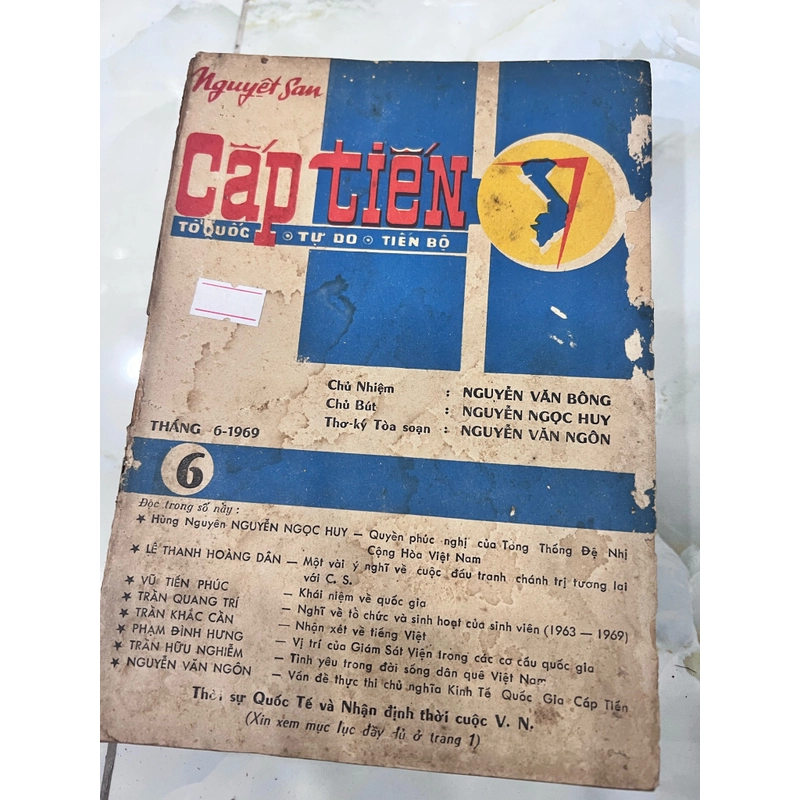 Nguyệt San
Cấp tiến
TỔ QUỐC • TỰ DO • TIẾN BỘ
Chủ Nhiệm : NGUYỄN VĂN BÔNG
Chủ Bút : NGUYỄN NGỌC HUY
Thơ-ký Tòa soạn : NGUYỄN VĂN NGÔN
THÁNG 6-1969
6
Đọc trong số nầy :
★ Hùng Nguyên NGUYỄN NGỌC HUY — Quyền phúc nghị của Tổng Thống Đệ Nhị
Cộng Hòa Việt Nam
★ LÊ THANH HOÀNG DÂN — Một vài ý nghĩ về cuộc đấu tranh chánh trị tương lai
với C. S.
★ VŨ TIẾN PHÚC — Khái niệm về quốc gia
★ TRẦN QUANG TRÍ — Nghĩ về tổ chức và sinh hoạt của sinh viên (1963 — 1969)
★ TRẦN KHẮC CẦN — Nhận xét về tiếng Việt
★ PHẠM ĐÌNH HƯNG — Vị trí của Giám Sát Viện trong các cơ cấu quốc gia
★ TRẦN HỮU NGHIỄM — Tình yêu trong đời sống dân quê Việt Nam
★ NGUYỄN VĂN NGÔN — Vấn đề thực thi chủ nghĩa Kinh Tế Quốc Gia Cấp Tiến
Thời sự Quốc Tế và Nhận định thời cuộc V. N.
(Xin xem mục lục đầy đủ ở trang 1)